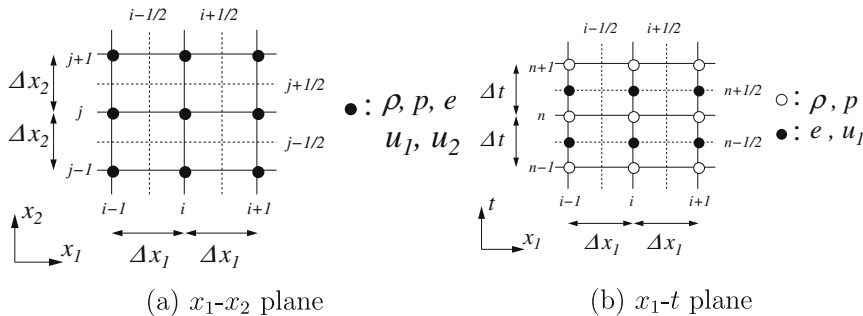 i−1/2 i+1/2
j+1
Δx₂
j+1/2
j
Δx₂
j−1/2
j−1
i−1 i i+1
x₂
x₁
Δx₁ Δx₁
● : ρ, p, e
u₁, u₂
(a) x₁-x₂ plane
i−1/2 i+1/2
n+1
Δt
n+1/2
n
Δt
n−1/2
n−1
i−1 i i+1
t
x₁
Δx₁ Δx₁
○ : ρ, p
● : e, u₁
(b) x₁-t plane